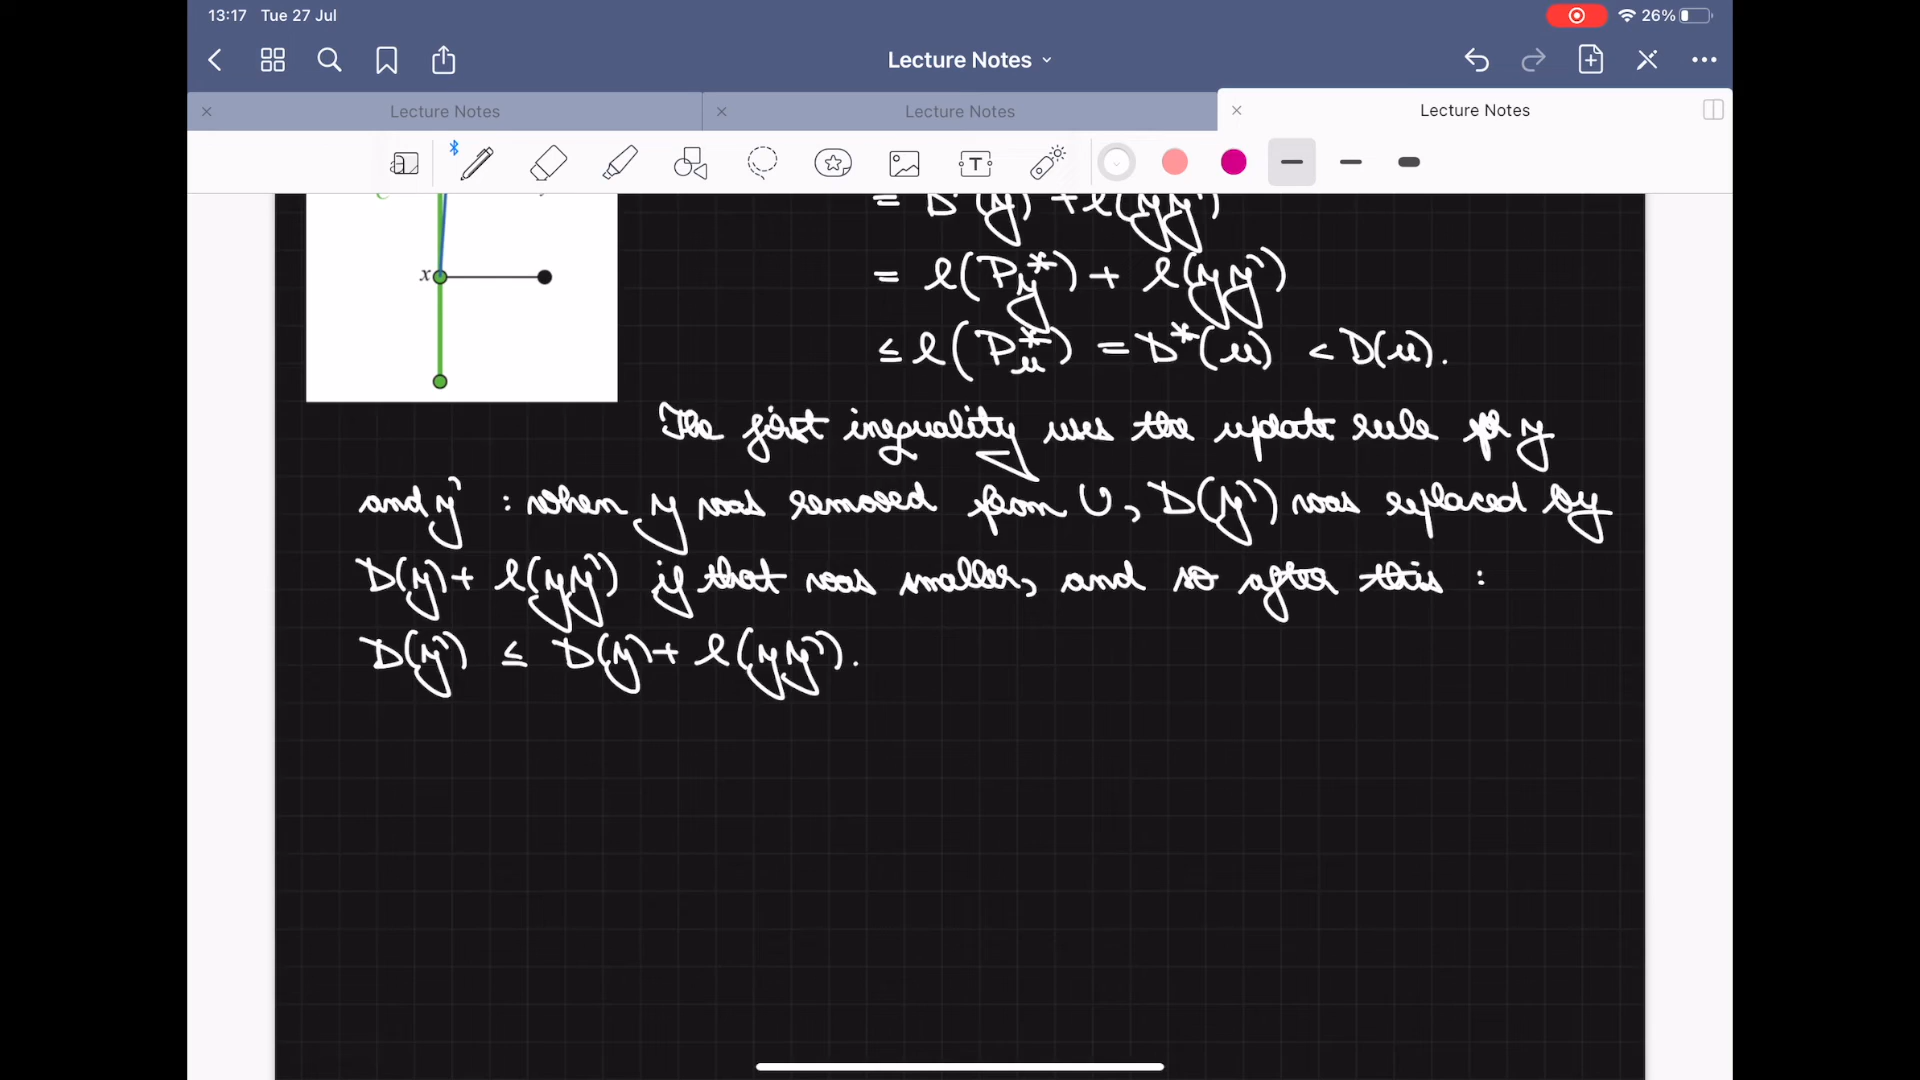 13:17 Tue 27 Jul
26%
Lecture Notes
Lecture Notes
Lecture Notes
Lecture Notes
T
x
= D*(y) + l(yy')
= l(P*y) + l(yy')
≤ l(P*u) = D*(u) < D(u).
The first inequality uses the update rule for y
and y' : when y was removed from U, D(y') was replaced by
D(y) + l(yy') if that was smaller, and so after this :
D(y') ≤ D(y) + l(yy').